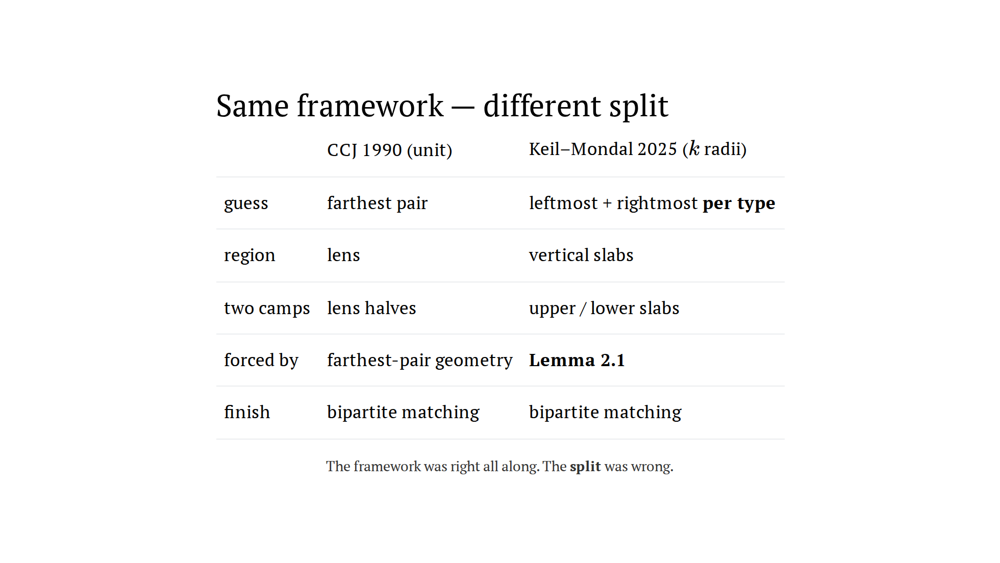 Same framework — different split
CCJ 1990 (unit) Keil–Mondal 2025 (k radii)
guess farthest pair leftmost + rightmost per type
region lens vertical slabs
two camps lens halves upper / lower slabs
forced by farthest-pair geometry Lemma 2.1
finish bipartite matching bipartite matching
The framework was right all along. The split was wrong.